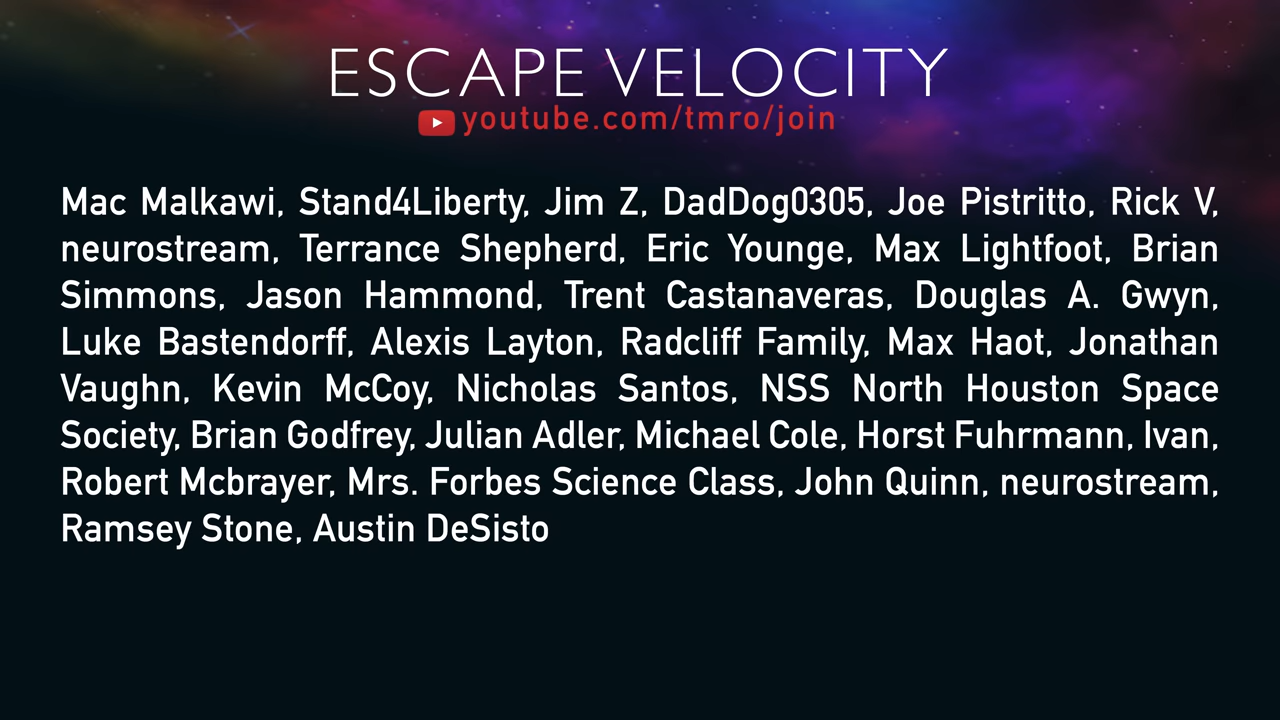 ESCAPE VELOCITY
youtube.com/tmro/join
Mac Malkawi, Stand4Liberty, Jim Z, DadDog0305, Joe Pistritto, Rick V,
neurostream, Terrance Shepherd, Eric Younge, Max Lightfoot, Brian
Simmons, Jason Hammond, Trent Castanaveras, Douglas A. Gwyn,
Luke Bastendorff, Alexis Layton, Radcliff Family, Max Haot, Jonathan
Vaughn, Kevin McCoy, Nicholas Santos, NSS North Houston Space
Society, Brian Godfrey, Julian Adler, Michael Cole, Horst Fuhrmann, Ivan,
Robert Mcbrayer, Mrs. Forbes Science Class, John Quinn, neurostream,
Ramsey Stone, Austin DeSisto